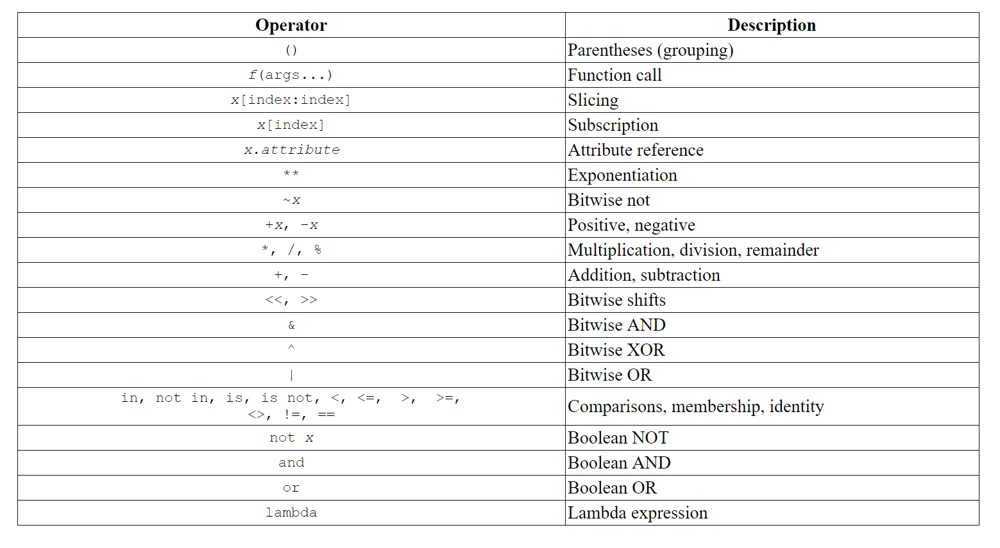 Operator Description
() Parentheses (grouping)
f(args...) Function call
x[index:index] Slicing
x[index] Subscription
x.attribute Attribute reference
** Exponentiation
~x Bitwise not
+x, -x Positive, negative
*, /, % Multiplication, division, remainder
+, - Addition, subtraction
<<, >> Bitwise shifts
& Bitwise AND
^ Bitwise XOR
| Bitwise OR
in, not in, is, is not, <, <=, >, >=,
<>, !=, == Comparisons, membership, identity
not x Boolean NOT
and Boolean AND
or Boolean OR
lambda Lambda expression